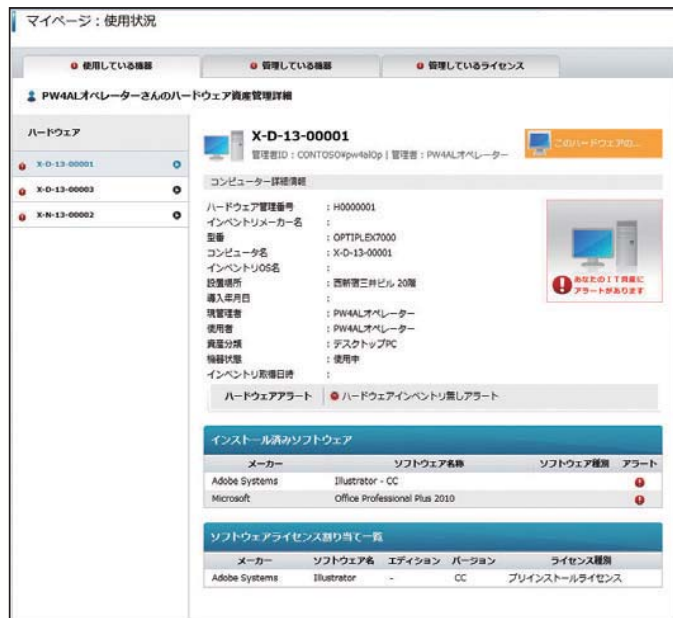 マイページ：使用状況
使用している機器
管理している機器
管理しているライセンス
PW4ALオペレーターさんのハードウェア資産管理詳細
ハードウェア
X-D-13-00001
X-D-13-00003
X-N-13-00002
X-D-13-00001
管理者ID：CONTOSO¥pw4alOp | 管理者：PW4ALオペレーター
このハードウェアの...
コンピューター詳細情報
ハードウェア管理番号 : H0000001
インベントリメーカー名 :
型番 : OPTIPLEX7000
コンピュータ名 : X-D-13-00001
インベントリOS名 :
設置場所 : 西新宿三井ビル 20階
導入年月日 :
現管理者 : PW4ALオペレーター
使用者 : PW4ALオペレーター
資産分類 : デスクトップPC
機器状態 : 使用中
インベントリ取得日時 :
あなたのIT資産に
アラートがあります
ハードウェアアラート ハードウェアインベントリ無しアラート
インストール済みソフトウェア
メーカー ソフトウェア名称 ソフトウェア種別 アラート
Adobe Systems Illustrator - CC
Microsoft Office Professional Plus 2010
ソフトウェアライセンス割り当て一覧
メーカー ソフトウェア名 エディション バージョン ライセンス種別
Adobe Systems Illustrator - CC プリインストールライセンス